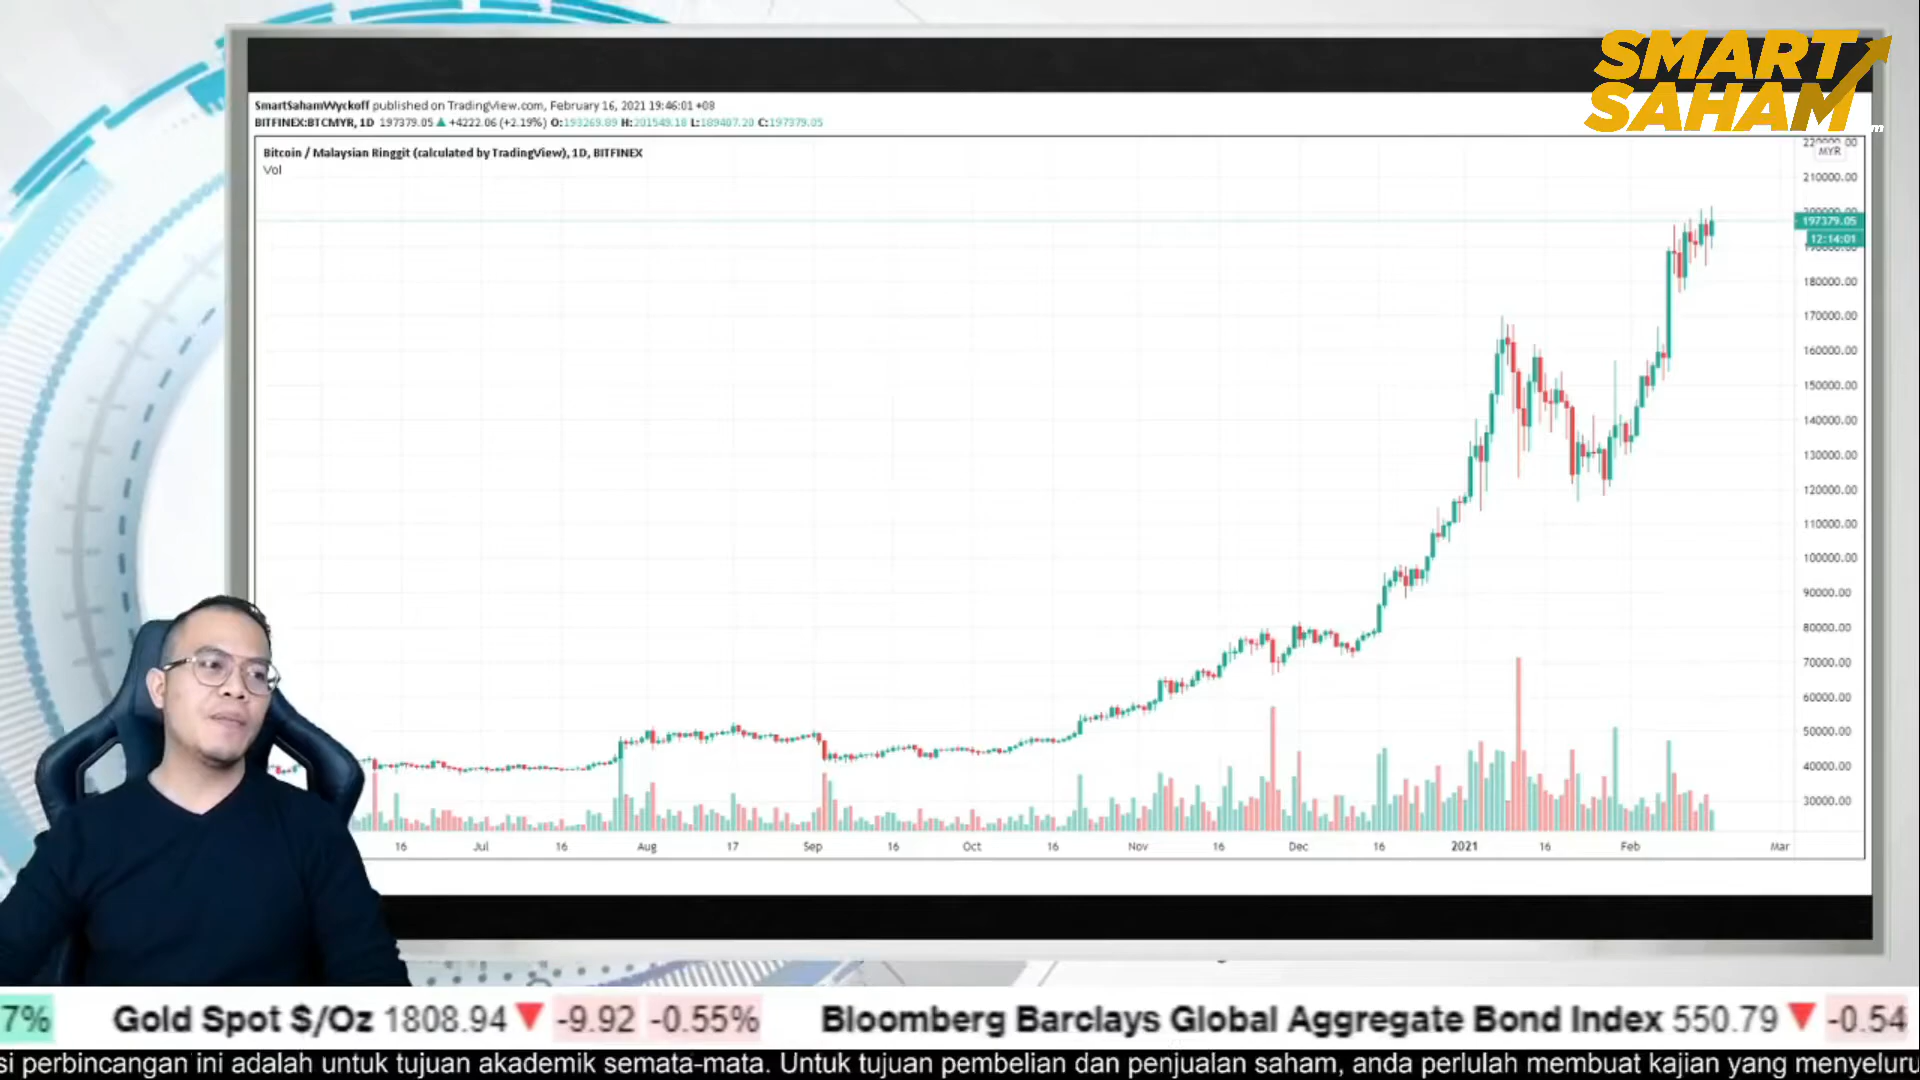 SMART
SAHAM
SmartSahamWyckoff published on TradingView.com, February 16, 2021 19:46:01 +08
BITFINEX:BTCMYR, 1D 197379.05 ▲ +4222.06 (+2.19%) O:193269.89 H:201549.18 L:189407.20 C:197379.05
Bitcoin / Malaysian Ringgit (calculated by TradingView), 1D, BITFINEX
Vol
MYR
210000.00
197379.05
12:14:01
180000.00
170000.00
160000.00
150000.00
140000.00
130000.00
120000.00
110000.00
100000.00
90000.00
80000.00
70000.00
60000.00
50000.00
40000.00
30000.00
16 Jul 16 Aug 17 Sep 16 Oct 16 Nov 16 Dec 16 2021 16 Feb Mar
7% Gold Spot $/Oz 1808.94 ▼ -9.92 -0.55% Bloomberg Barclays Global Aggregate Bond Index 550.79 ▼ -0.54
si perbincangan ini adalah untuk tujuan akademik semata-mata. Untuk tujuan pembelian dan penjualan saham, anda perlulah membuat kajian yang menyeluru